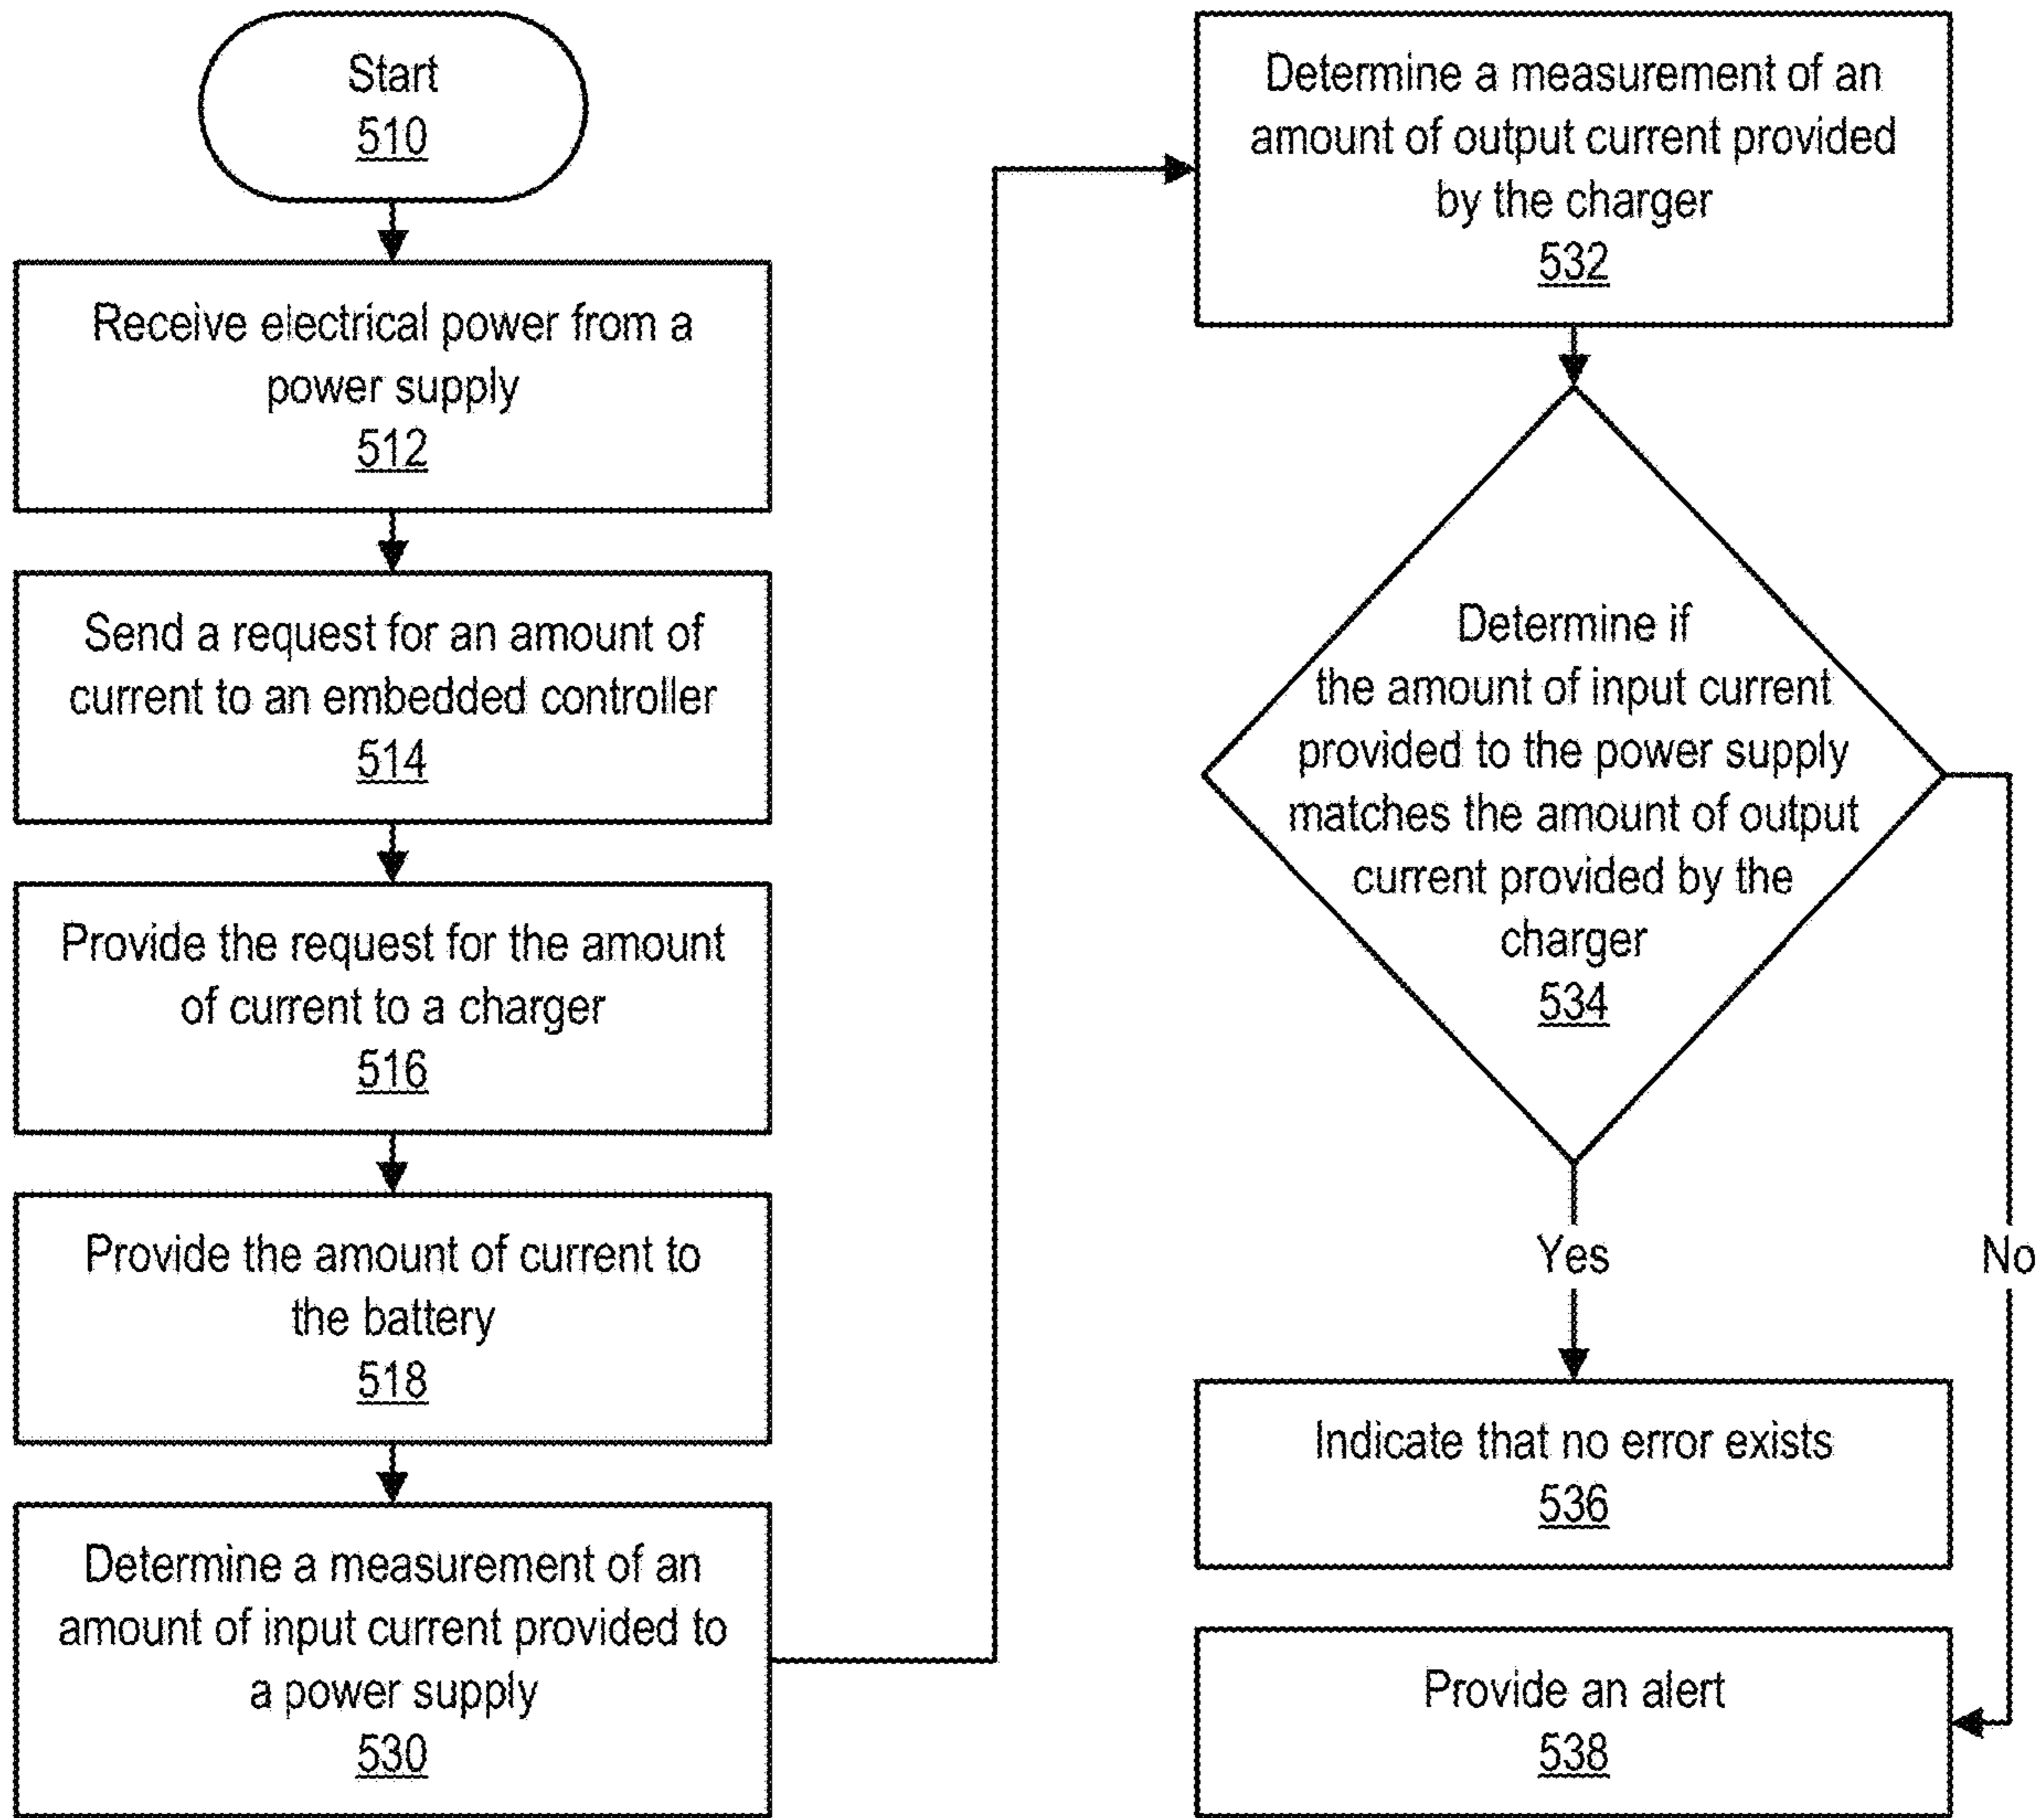 Start
510
Receive electrical power from a
power supply
512
Send a request for an amount of
current to an embedded controller
514
Provide the request for the amount
of current to a charger
516
Provide the amount of current to
the battery
518
Determine a measurement of an
amount of input current provided to
a power supply
530
Determine a measurement of an
amount of output current provided
by the charger
532
Determine if
the amount of input current
provided to the power supply
matches the amount of output
current provided by the
charger
534
Yes
No
Indicate that no error exists
536
Provide an alert
538